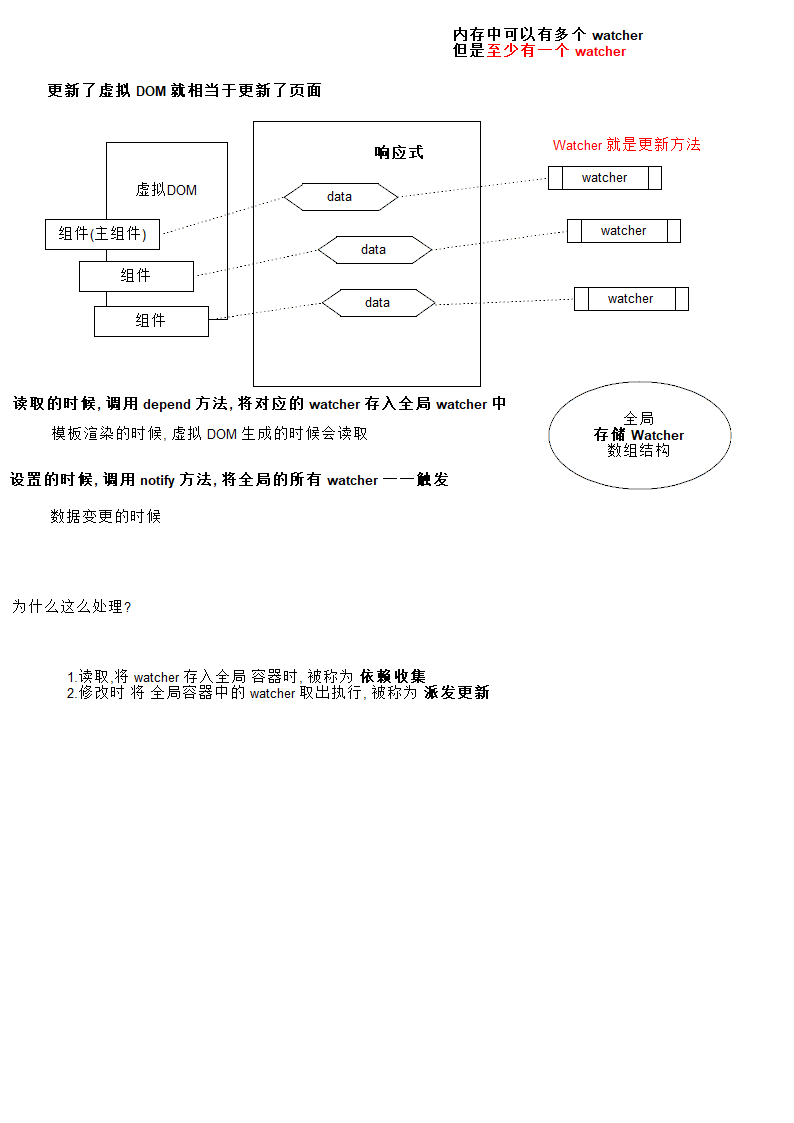 内存中可以有多个 watcher
但是至少有一个 watcher
更新了虚拟 DOM 就相当于更新了页面
响应式
Watcher 就是更新方法
虚拟DOM
data
watcher
组件(主组件)
data
watcher
组件
data
watcher
组件
读取的时候, 调用 depend 方法, 将对应的 watcher 存入全局 watcher 中
模板渲染的时候, 虚拟 DOM 生成的时候会读取
全局
存储 Watcher
数组结构
设置的时候, 调用 notify 方法, 将全局的所有 watcher 一一触发
数据变更的时候
为什么这么处理?
1.读取,将 watcher 存入全局 容器时, 被称为 依赖收集
2.修改时 将 全局容器中的 watcher 取出执行, 被称为 派发更新